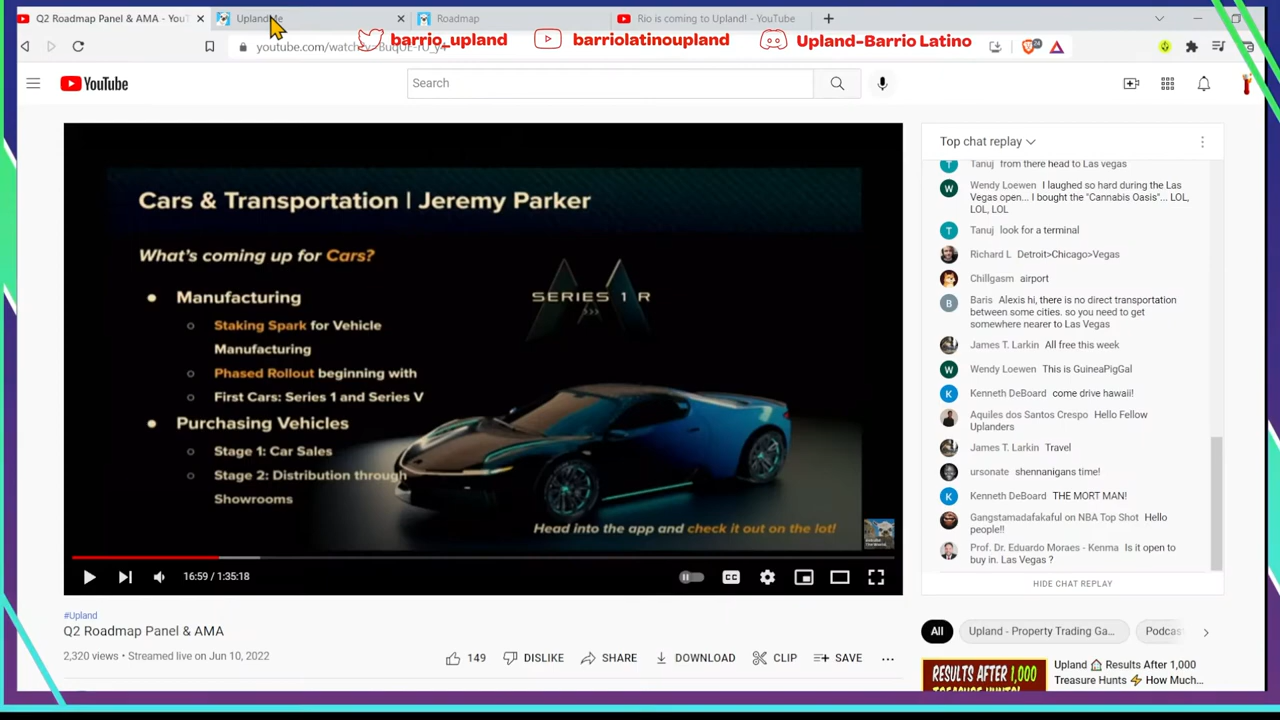 Q2 Roadmap Panel & AMA - YouT
Upland
Roadmap
Rio is coming to Upland! - YouTube
barrio_upland
barriolatinoupland
Upland-Barrio Latino
youtube.com/watch
24
YouTube
Search
Cars & Transportation | Jeremy Parker
What's coming up for Cars?
Manufacturing
Staking Spark for Vehicle
Manufacturing
Phased Rollout beginning with
First Cars: Series 1 and Series V
Purchasing Vehicles
Stage 1: Car Sales
Stage 2: Distribution through
Showrooms
SERIES 1 R
Head into the app and check it out on the lot!
16:59 / 1:35:18
CC
#Upland
Q2 Roadmap Panel & AMA
2,320 views • Streamed live on Jun 10, 2022
149
DISLIKE
SHARE
DOWNLOAD
CLIP
SAVE
Top chat replay
T
Tanuj from there head to Las vegas
W
Wendy Loewen I laughed so hard during the Las
Vegas open... I bought the "Cannabis Oasis"... LOL,
LOL, LOL
T
Tanuj look for a terminal
Richard L Detroit>Chicago>Vegas
Chillgasm airport
B
Baris Alexis hi, there is no direct transportation
between some cities. so you need to get
somewhere nearer to Las Vegas
James T. Larkin All free this week
W
Wendy Loewen This is GuineaPigGal
K
Kenneth DeBoard come drive hawaii!
Aquiles dos Santos Crespo Hello Fellow
Uplanders
James T. Larkin Travel
ursonate shennanigans time!
K
Kenneth DeBoard THE MORT MAN!
Gangstamadafakaful on NBA Top Shot Hello
people!!
Prof. Dr. Eduardo Moraes - Kenma Is it open to
buy in. Las Vegas ?
HIDE CHAT REPLAY
All
Upland - Property Trading Ga...
Podcas
RESULTS AFTER 1,000
Upland 🏠 Results After 1,000
Treasure Hunts ⚡ How Much...